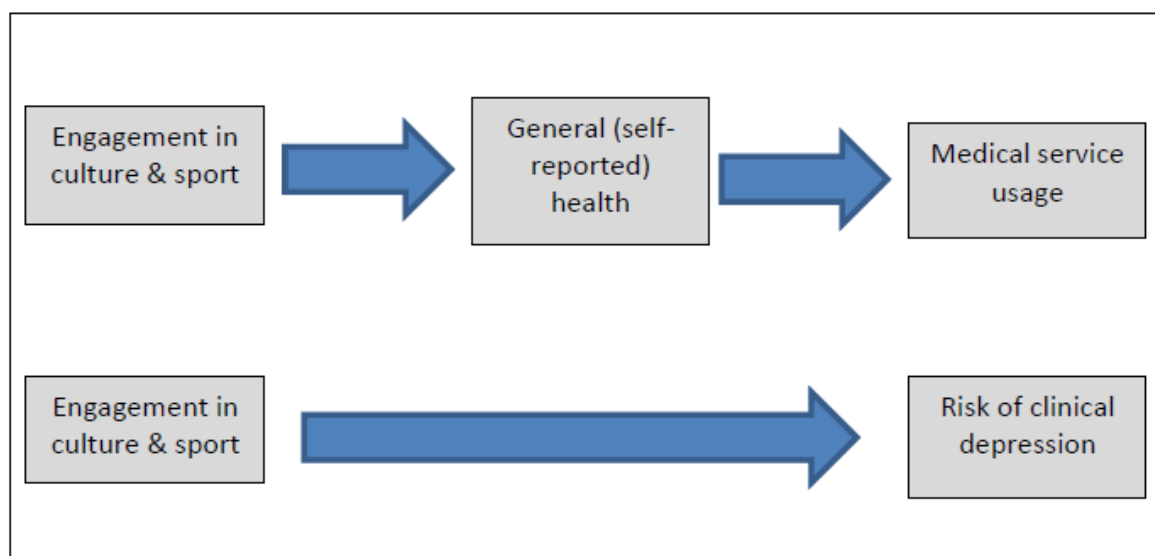 Engagement in
culture & sport
General (self-
reported)
health
Medical service
usage
Engagement in
culture & sport
Risk of clinical
depression